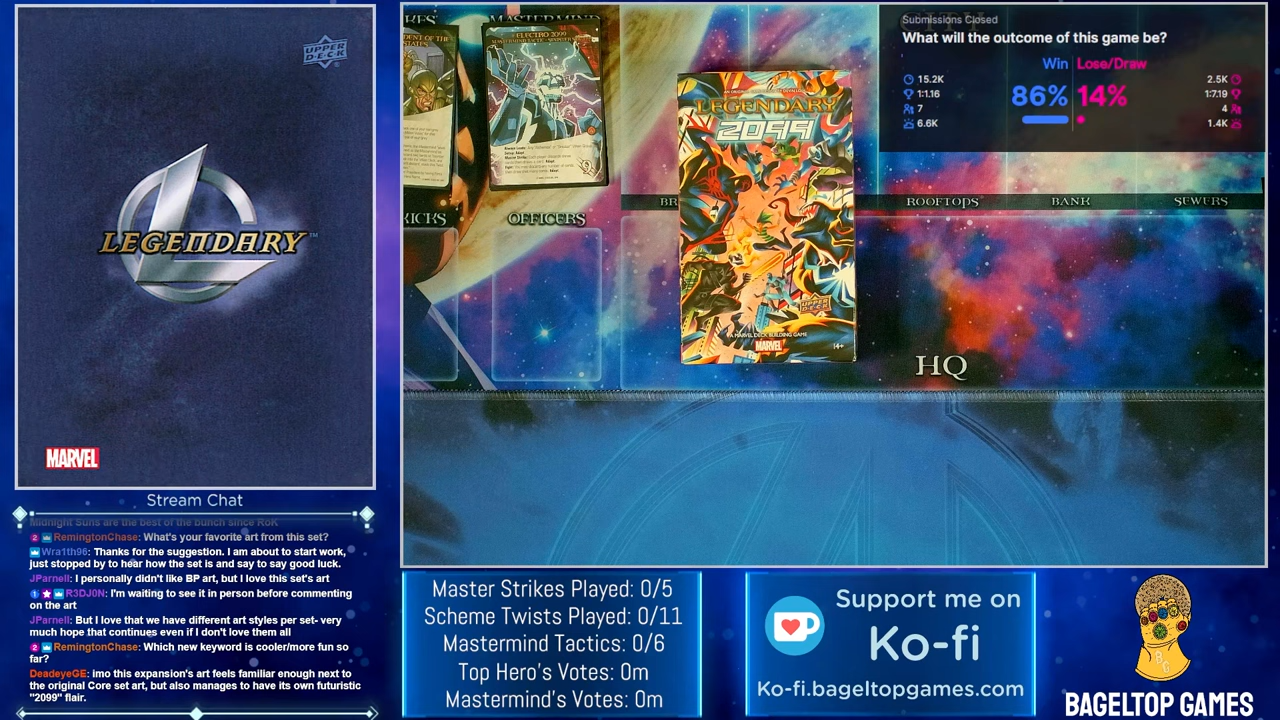 UPPER DECK
LEGENDARY™
MARVEL
Stream Chat
Midnight Suns are the best of the bunch since RoK
RemingtonChase: What's your favorite art from this set?
Wra1th96: Thanks for the suggestion. I am about to start work,
just stopped by to hear how the set is and say to say good luck.
JParnell: I personally didn't like BP art, but I love this set's art
R3DJ0N: I'm waiting to see it in person before commenting
on the art
JParnell: But I love that we have different art styles per set- very
much hope that continues even if I don't love them all
RemingtonChase: Which new keyword is cooler/more fun so
far?
DeadeyeGE: imo this expansion's art feels familiar enough next to
the original Core set art, but also manages to have its own futuristic
"2099" flair.
MASTERMIND
ELECTRO 2099
OFFICERS
LEGENDARY
2099
UPPER DECK
A MARVEL DECK BUILDING GAME
MARVEL
14+
Submissions Closed
What will the outcome of this game be?
Win Lose/Draw
86% 14%
15.2K
1:1.16
7
6.6K
2.5K
1:7.19
4
1.4K
BR
ROOFTOPS
BANK
SEWERS
HQ
Master Strikes Played: 0/5
Scheme Twists Played: 0/11
Mastermind Tactics: 0/6
Top Hero's Votes: 0m
Mastermind's Votes: 0m
Support me on
Ko-fi
Ko-fi.bageltopgames.com
BG
BAGELTOP GAMES